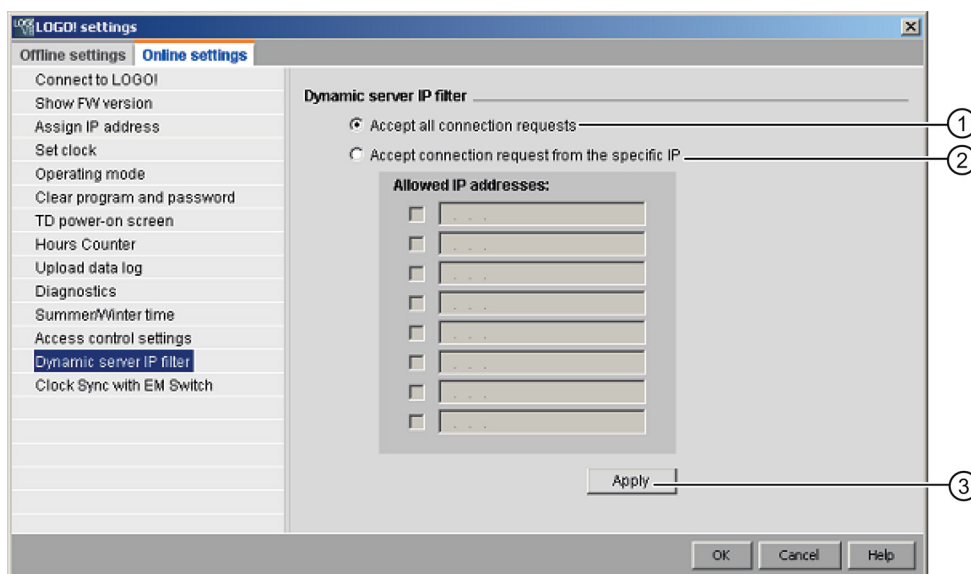 LOGO! settings
Offline settings Online settings
Connect to LOGO!
Show FW version
Assign IP address
Set clock
Operating mode
Clear program and password
TD power-on screen
Hours Counter
Upload data log
Diagnostics
Summer/Winter time
Access control settings
Dynamic server IP filter
Clock Sync with EM Switch
Dynamic server IP filter
Accept all connection requests
1
Accept connection request from the specific IP
2
Allowed IP addresses:
. . .
. . .
. . .
. . .
. . .
. . .
. . .
. . .
Apply
3
OK Cancel Help